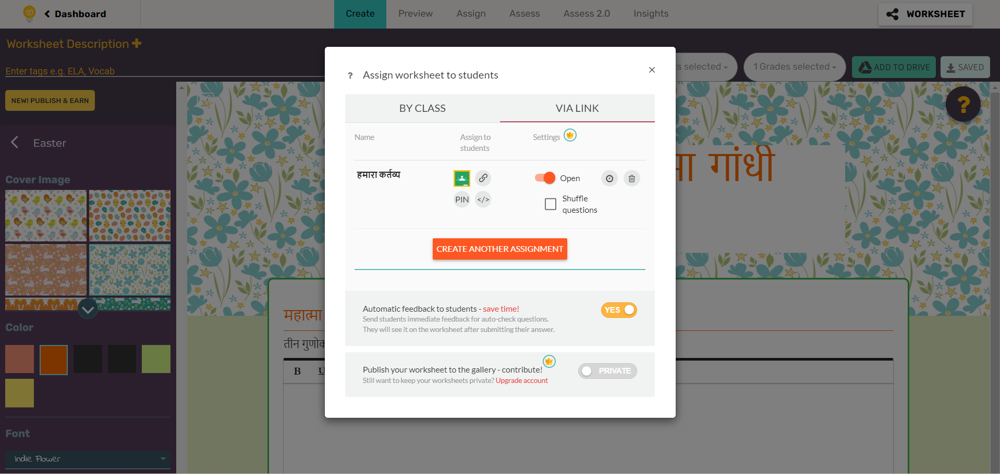 Dashboard
Create
Preview
Assign
Assess
Assess 2.0
Insights
WORKSHEET
Worksheet Description
Enter tags e.g. ELA, Vocab
selected
1 Grades selected
ADD TO DRIVE
SAVED
NEW! PUBLISH & EARN
Easter
Cover Image
Color
Font
Indie Flower
? Assign worksheet to students
BY CLASS
VIA LINK
Name
Assign to
students
Settings
हमारा कर्तव्य
PIN
</>
Open
Shuffle
questions
CREATE ANOTHER ASSIGNMENT
Automatic feedback to students - save time!
Send students immediate feedback for auto-check questions.
They will see it on the worksheet after submitting their answer.
YES
Publish your worksheet to the gallery - contribute!
Still want to keep your worksheets private? Upgrade account
PRIVATE
गांधी
?
महात्मा
तीन
B
U